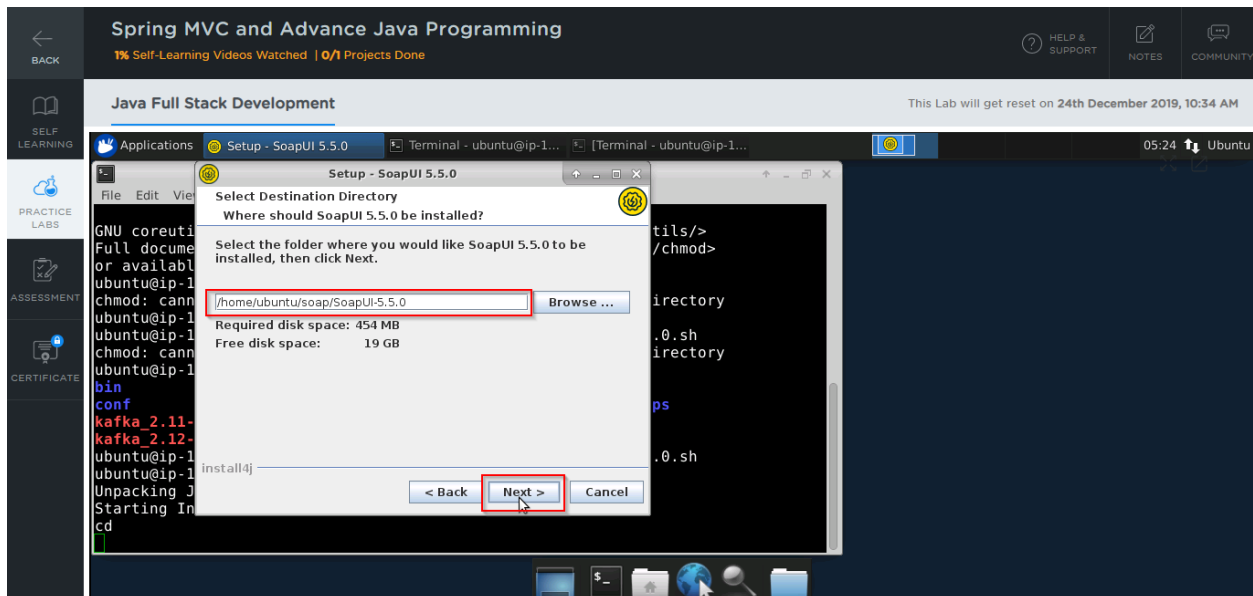 Spring MVC and Advance Java Programming
1% Self-Learning Videos Watched | 0/1 Projects Done
BACK
HELP & SUPPORT
NOTES
COMMUNITY
SELF LEARNING
PRACTICE LABS
ASSESSMENT
CERTIFICATE
Java Full Stack Development
This Lab will get reset on 24th December 2019, 10:34 AM
Applications
Setup - SoapUI 5.5.0
Terminal - ubuntu@ip-1...
[Terminal - ubuntu@ip-1...
05:24
Ubuntu
Setup - SoapUI 5.5.0
File Edit
Select Destination Directory
Where should SoapUI 5.5.0 be installed?
Select the folder where you would like SoapUI 5.5.0 to be
installed, then click Next.
/home/ubuntu/soap/SoapUI-5.5.0
Browse ...
Required disk space: 454 MB
Free disk space: 19 GB
install4j
< Back
Next >
Cancel
GNU coreuti tils/>
Full docume /chmod>
or availabl
ubuntu@ip-1
chmod: cann irectory
ubuntu@ip-1
ubuntu@ip-1 .0.sh
chmod: cann irectory
ubuntu@ip-1
bin
conf ps
kafka_2.11-
kafka_2.12-
ubuntu@ip-1 .0.sh
ubuntu@ip-1
Unpacking J
Starting In
cd